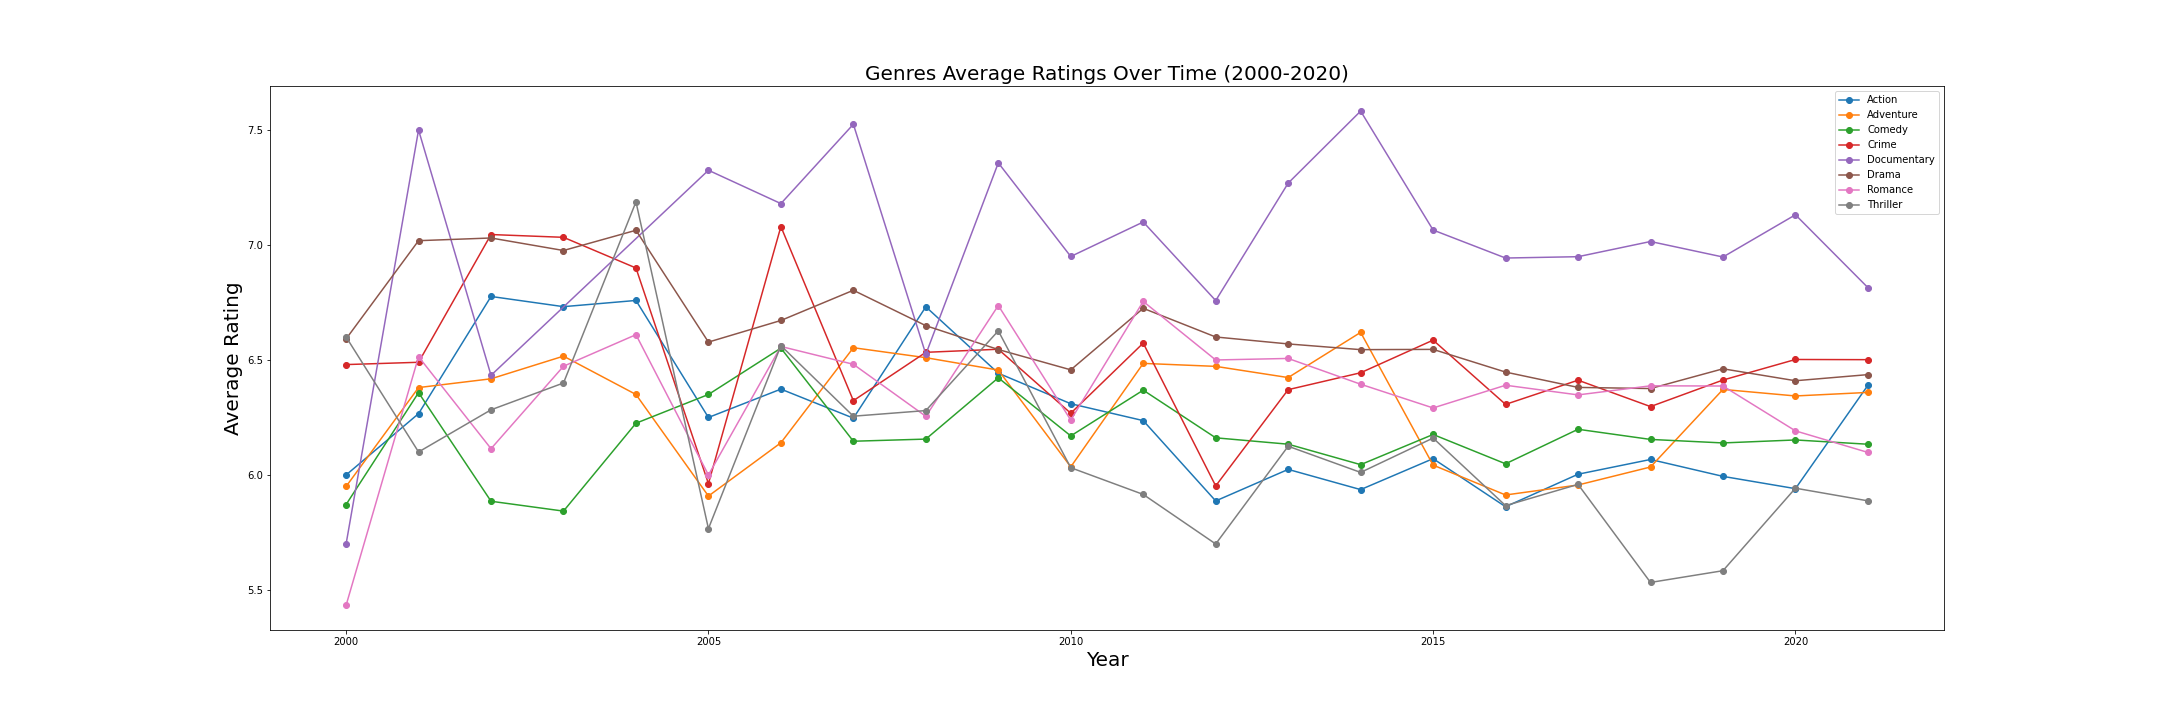 Genres Average Ratings Over Time (2000-2020)
Action
Adventure
Comedy
Crime
Documentary
Drama
Romance
Thriller
Average Rating
7.5
7.0
6.5
6.0
5.5
2000 2005 2010 2015 2020
Year